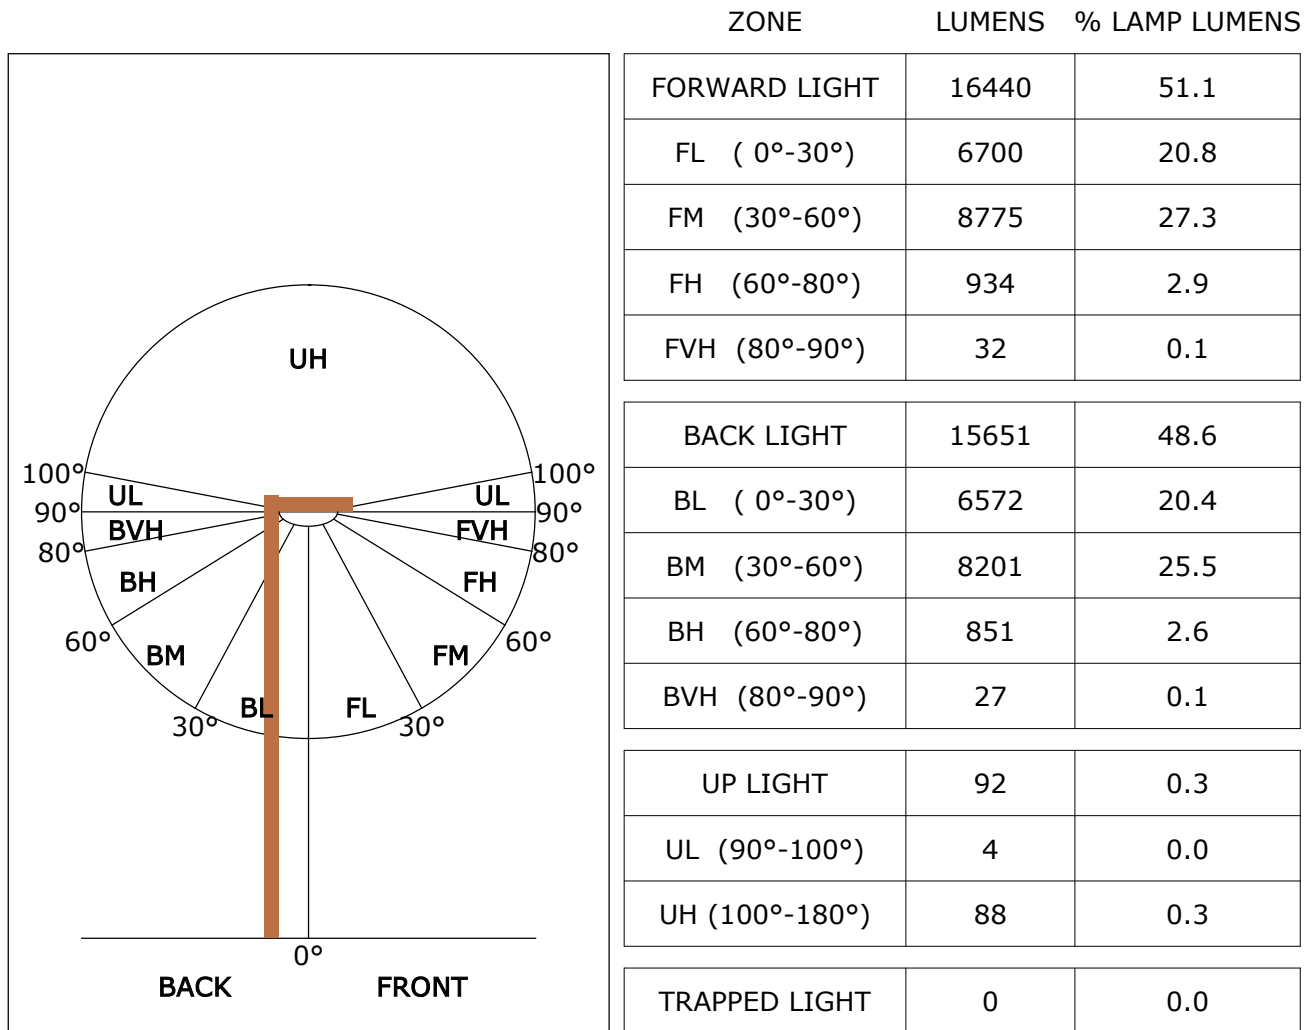 ZONE LUMENS % LAMP LUMENS
FORWARD LIGHT 16440 51.1
FL ( 0°-30°) 6700 20.8
FM (30°-60°) 8775 27.3
FH (60°-80°) 934 2.9
FVH (80°-90°) 32 0.1
BACK LIGHT 15651 48.6
BL ( 0°-30°) 6572 20.4
BM (30°-60°) 8201 25.5
BH (60°-80°) 851 2.6
BVH (80°-90°) 27 0.1
UP LIGHT 92 0.3
UL (90°-100°) 4 0.0
UH (100°-180°) 88 0.3
TRAPPED LIGHT 0 0.0
UH
100° 100°
UL UL
90° 90°
BVH FVH
80° 80°
BH FH
60° 60°
BM FM
BL FL
30° 30°
0°
BACK FRONT